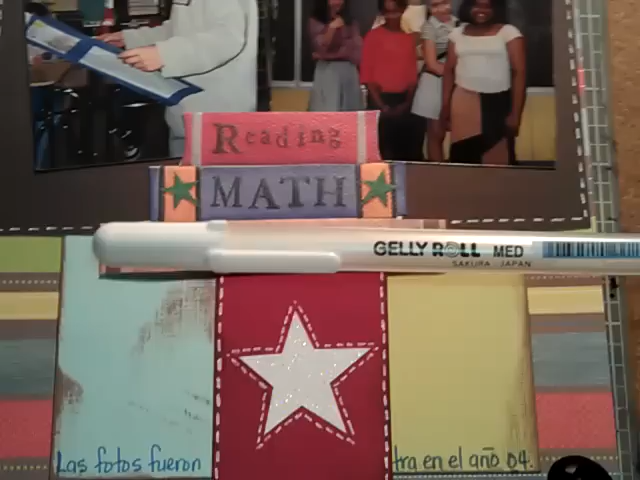 Reading
MATH
GELLY ROLL MED
SAKURA JAPAN
Las fotos fueron
tra en el año 04.